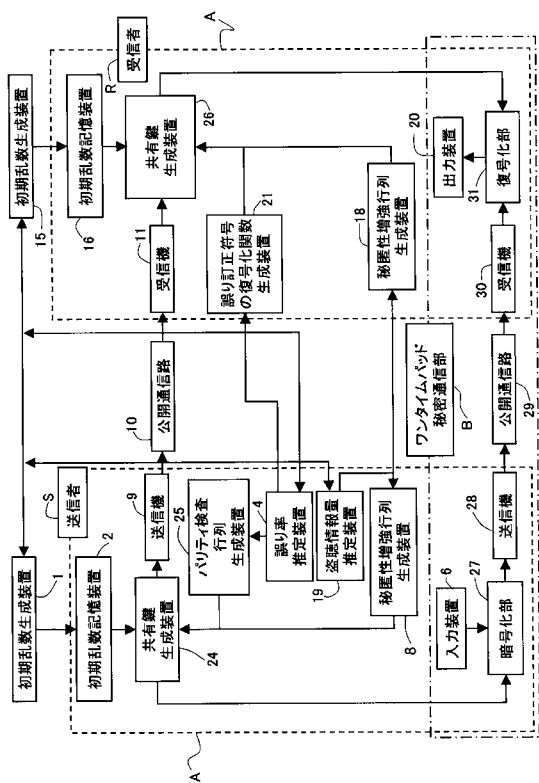 初期乱数生成装置
1
初期乱数生成装置
15
S
送信者
R
受信者
A
初期乱数記憶装置
2
初期乱数記憶装置
16
共有鍵
生成装置
24
送信機
9
公開通信路
10
受信機
11
共有鍵
生成装置
26
パリティ検査
行列
生成装置
25
誤り率
推定装置
4
誤り訂正符号
の復号化関数
生成装置
21
盗聴情報量
推定装置
19
秘匿性増強行列
生成装置
8
秘匿性増強行列
生成装置
18
A
ワンタイムパッド
秘密通信部
B
入力装置
6
出力装置
20
暗号化部
27
送信機
28
公開通信路
29
受信機
30
復号化部
31
A